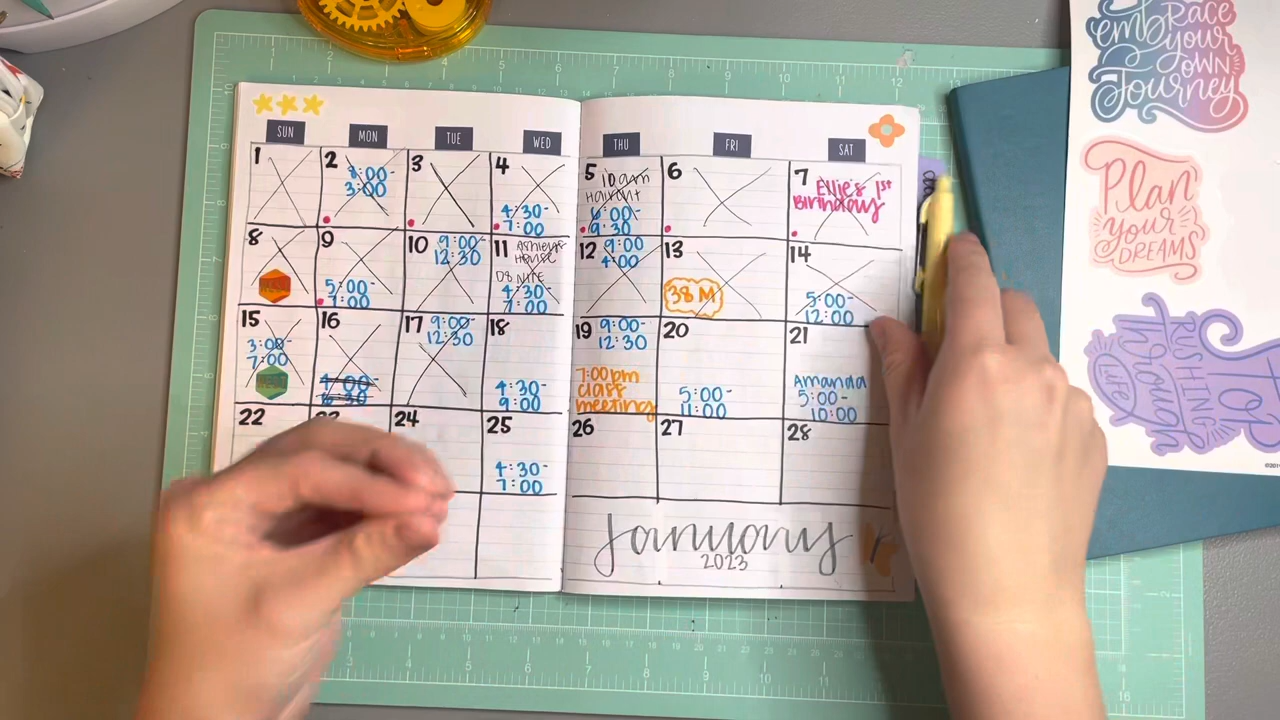 SUN MON TUE WED THU FRI SAT
1 2 3 4 5 6 7
8:00-
3:00
4:30-
7:00
10am
Haircut
6:00-
9:30
Ellie's 1st
Birthday
8 9 10 11 12 13 14
5:00-
9:00-
12:30
Ashley's
House
D8 NITE
4:30-
7:00
9:00-
4:00
38 M
5:00-
12:00
15 16 17 18 19 20 21
3:00-
7:00
9:00-
12:30
4:30-
9:00
9:00-
12:30
7:00pm
class
meeting
5:00-
11:00
Amanda
5:00-
10:00
22 24 25 26 27 28
4:30-
7:00
January
2023
embrace
your
own
Journey
Plan
your
DREAMS
RUSHING
Through
LIFE